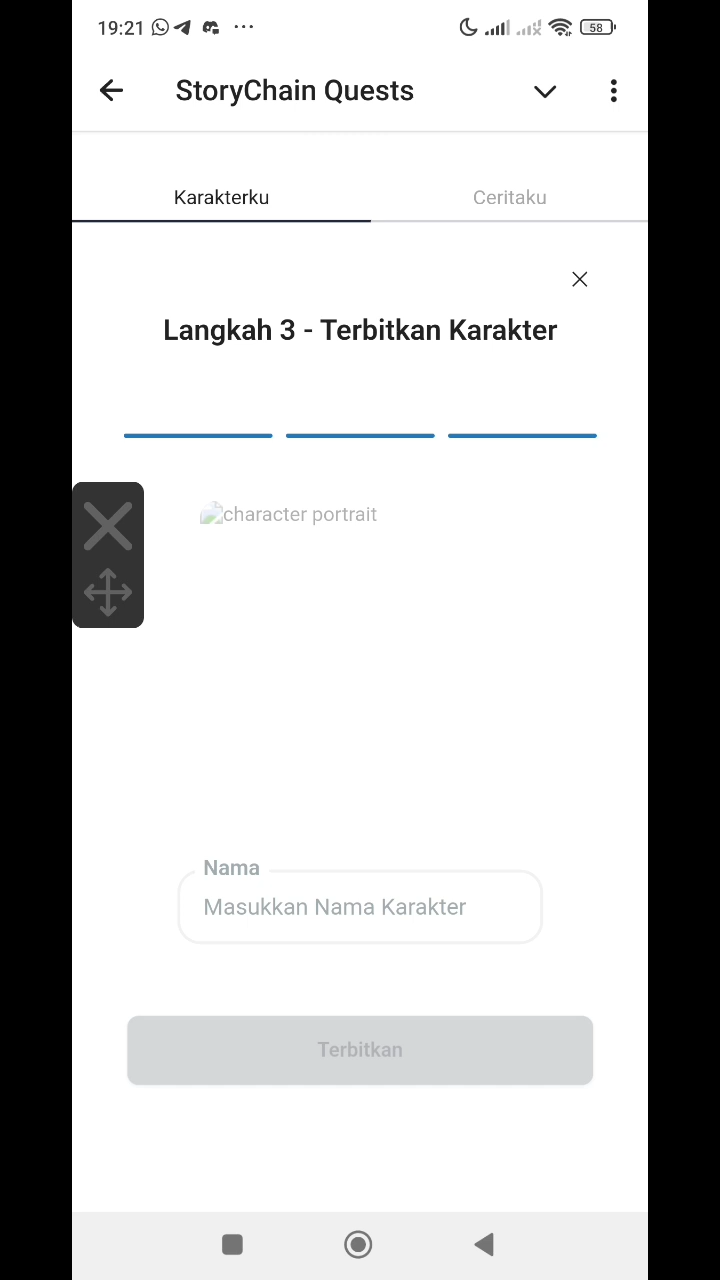 19:21
58
StoryChain Quests
Karakterku
Ceritaku
Langkah 3 - Terbitkan Karakter
character portrait
Nama
Masukkan Nama Karakter
Terbitkan